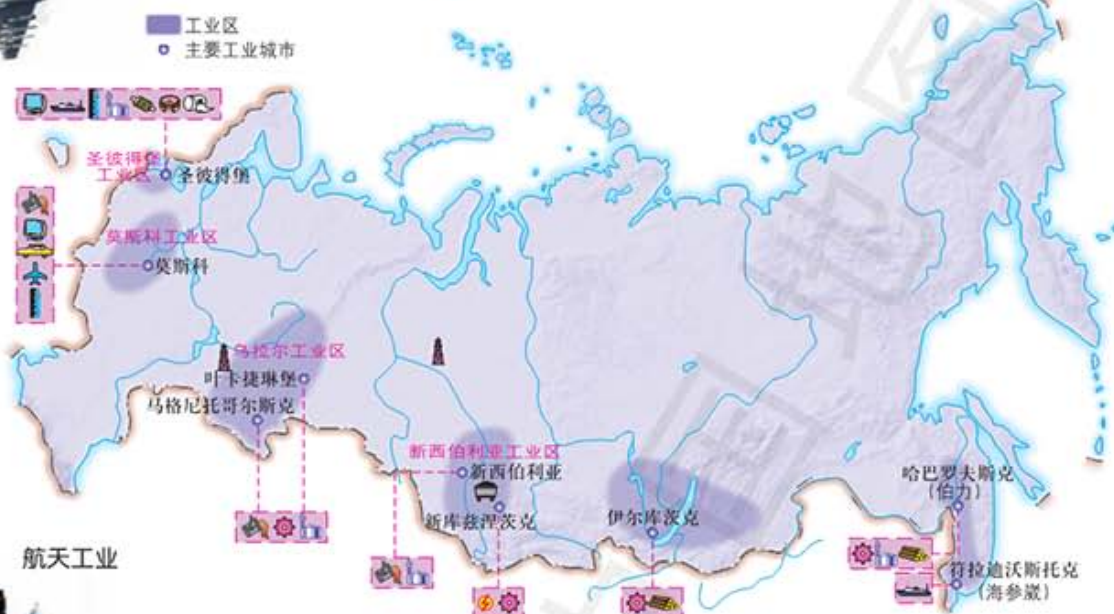 工业区
主要工业城市
圣彼得堡
工业区
圣彼得堡
莫斯科工业区
莫斯科
乌拉尔工业区
叶卡捷琳堡
马格尼托哥尔斯克
新西伯利亚工业区
新西伯利亚
新库兹涅茨克
伊尔库茨克
哈巴罗夫斯克
(伯力)
符拉迪沃斯托克
(海参崴)
航天工业